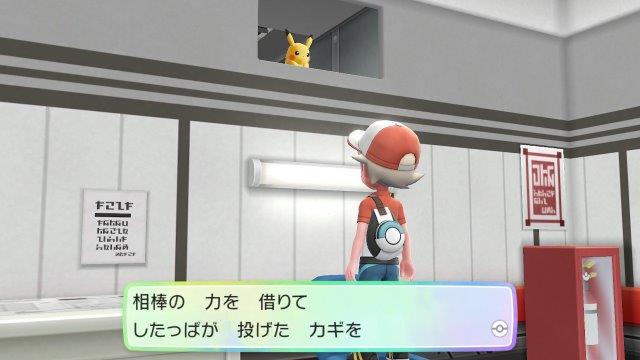 相棒の　力を　借りて
したっぱが　投げた　カギを